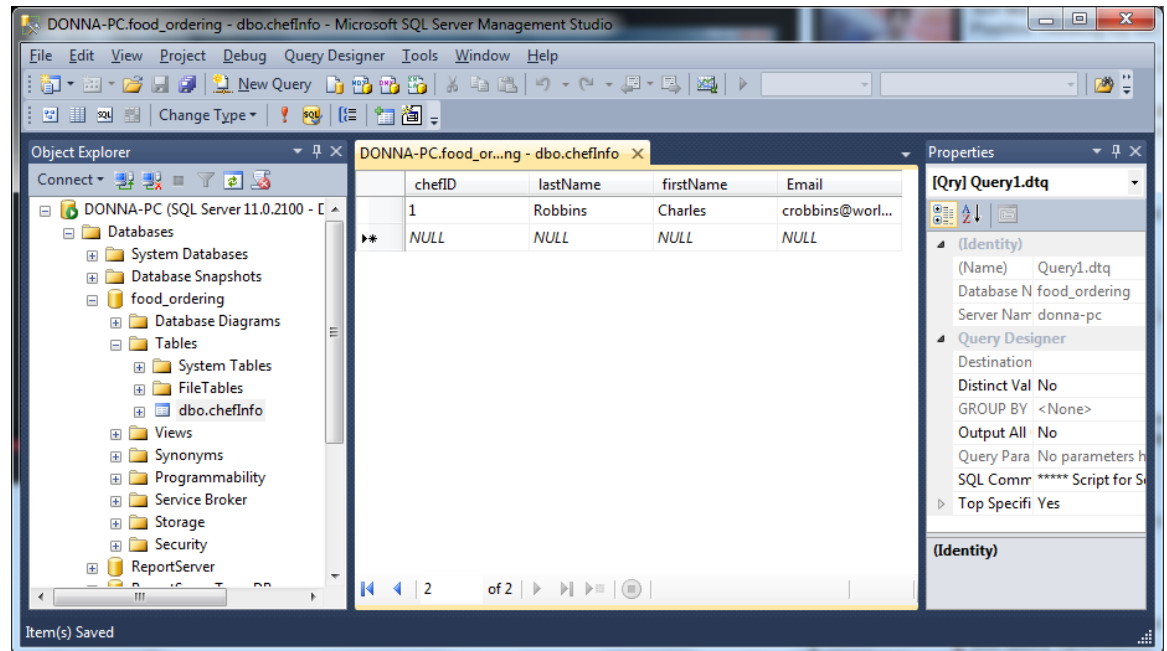 DONNA-PC.food_ordering - dbo.chefInfo - Microsoft SQL Server Management Studio
File Edit View Project Debug Query Designer Tools Window Help
New Query
Change Type
Object Explorer
Connect
DONNA-PC (SQL Server 11.0.2100 - D
Databases
System Databases
Database Snapshots
food_ordering
Database Diagrams
Tables
System Tables
FileTables
dbo.chefInfo
Views
Synonyms
Programmability
Service Broker
Storage
Security
ReportServer
DONNA-PC.food_or...ng - dbo.chefInfo
chefID lastName firstName Email
1 Robbins Charles crobbins@worl...
NULL NULL NULL NULL
2 of 2
Properties
[Qry] Query1.dtq
(Identity)
(Name) Query1.dtq
Database N food_ordering
Server Nam donna-pc
Query Designer
Destination
Distinct Val No
GROUP BY <None>
Output All No
Query Para No parameters h
SQL Comm ***** Script for Se
Top Specifi Yes
(Identity)
Item(s) Saved